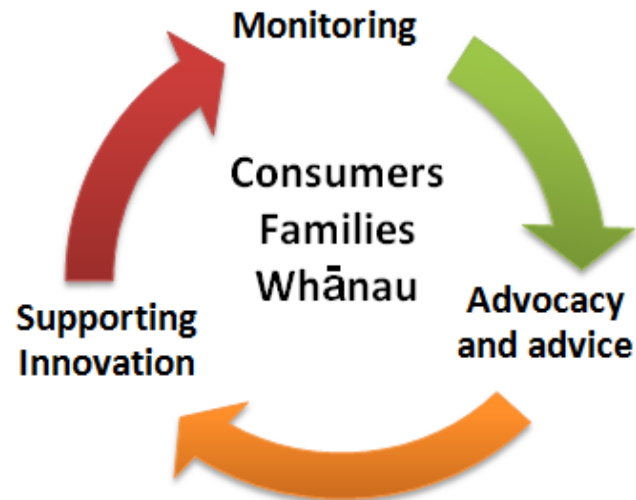 Monitoring
Consumers
Families
Whānau
Advocacy
and advice
Supporting
Innovation